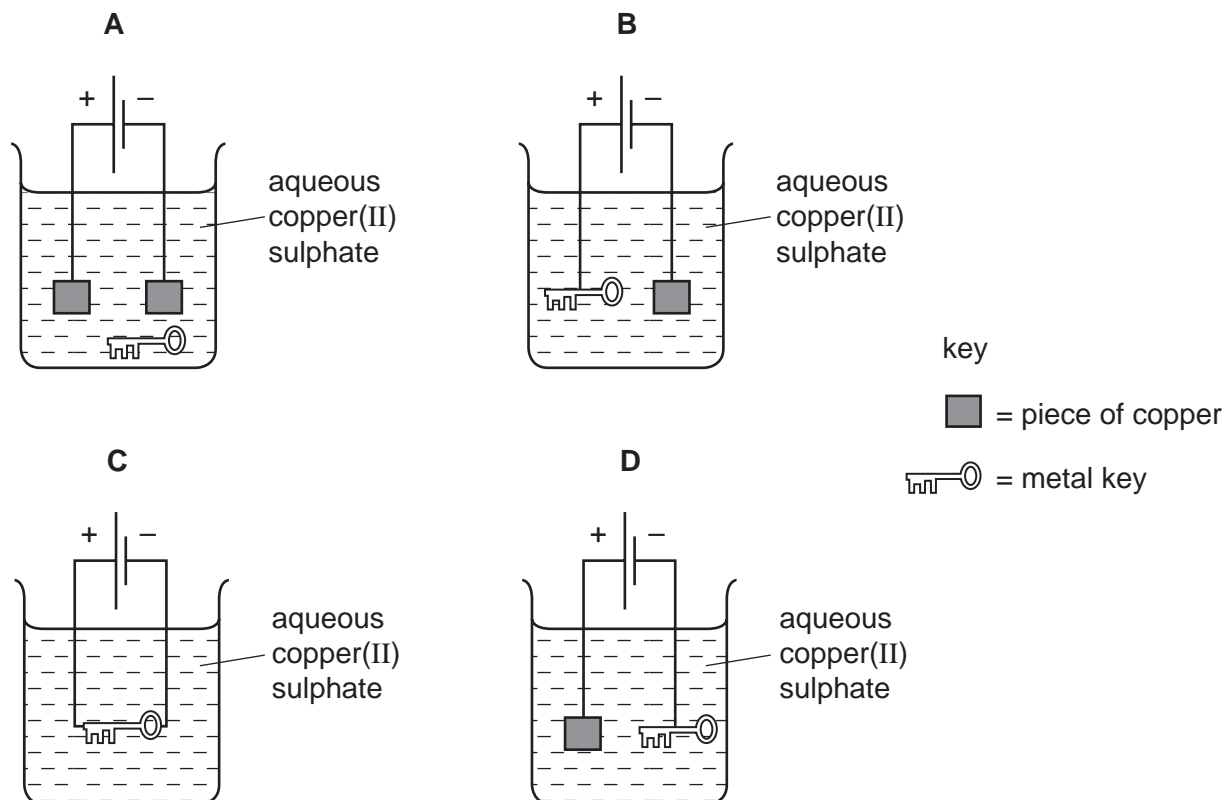 A
+ –
aqueous
copper(II)
sulphate
B
+ –
aqueous
copper(II)
sulphate
key
= piece of copper
= metal key
C
+ –
aqueous
copper(II)
sulphate
D
+ –
aqueous
copper(II)
sulphate